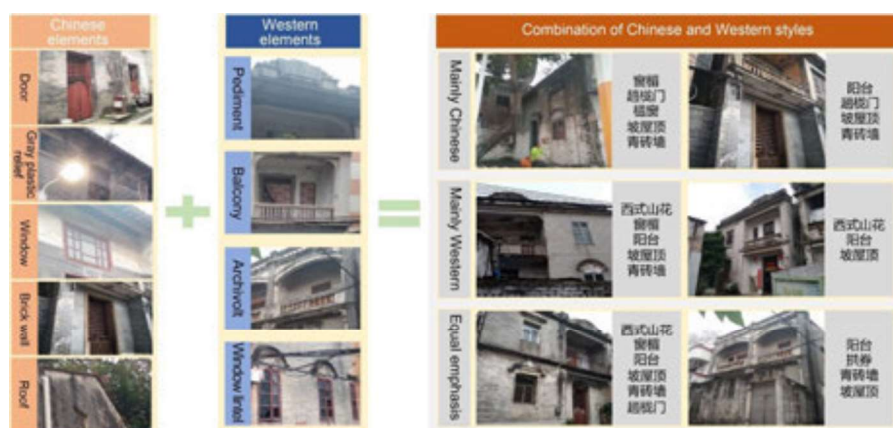 Chinese
elements
Door
Gray plastic
relief
Window
Brick wall
Roof
Western
elements
Pediment
Balcony
Archivolt
Window lintel
Combination of Chinese and Western styles
Mainly Chinese
窗楣
趟栊门
槛窗
坡屋顶
青砖墙
阳台
趟栊门
坡屋顶
青砖墙
Mainly Western
西式山花
窗楣
阳台
坡屋顶
青砖墙
西式山花
阳台
坡屋顶
Equal emphasis
西式山花
窗楣
阳台
坡屋顶
青砖墙
趟栊门
阳台
拱券
青砖墙
坡屋顶